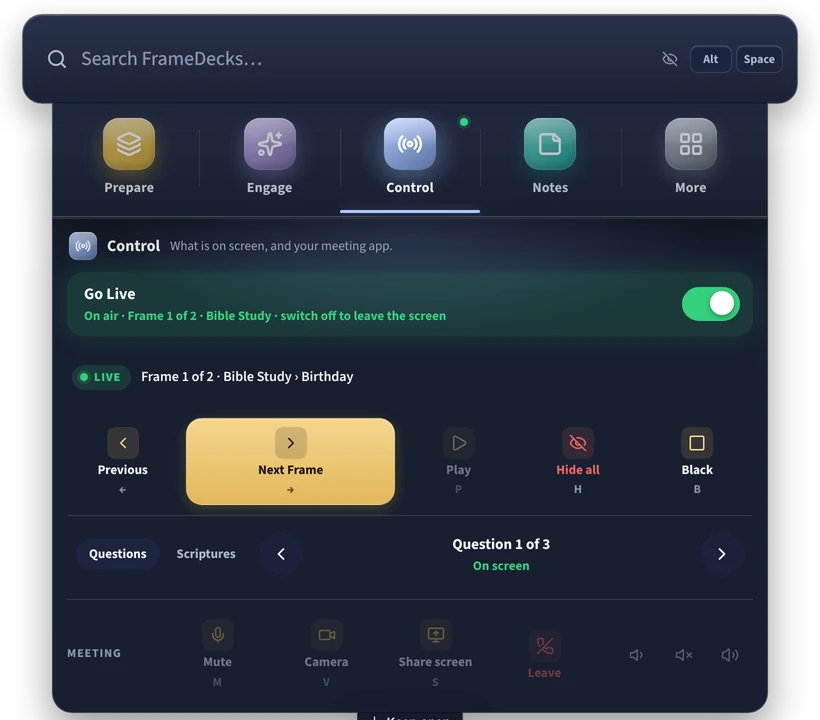 Search FrameDecks…
Alt
Space
Prepare
Engage
Control
Notes
More
Control What is on screen, and your meeting app.
Go Live
On air · Frame 1 of 2 · Bible Study · switch off to leave the screen
LIVE Frame 1 of 2 · Bible Study › Birthday
Previous
←
Next Frame
→
Play
P
Hide all
H
Black
B
Questions
Scriptures
Question 1 of 3
On screen
MEETING
Mute
M
Camera
V
Share screen
S
Leave